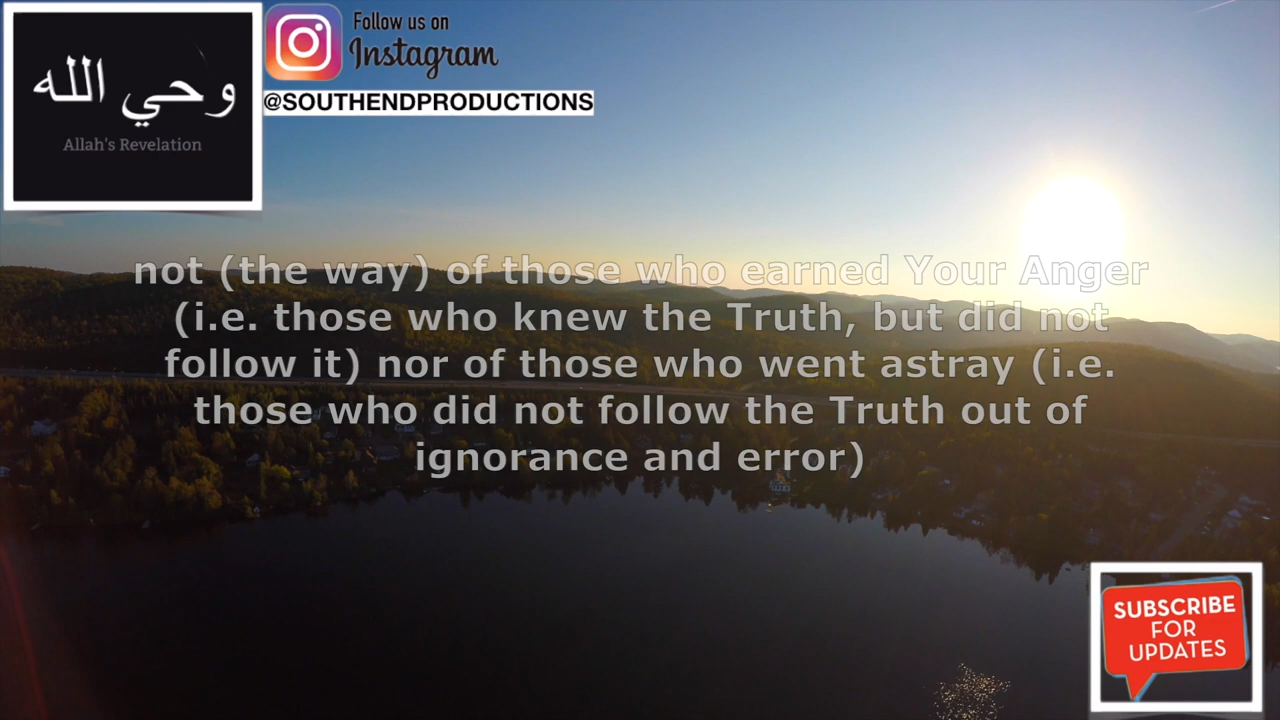 وحي الله
Allah's Revelation
Follow us on
Instagram
@SOUTHENDPRODUCTIONS
not (the way) of those who earned Your Anger
(i.e. those who knew the Truth, but did not
follow it) nor of those who went astray (i.e.
those who did not follow the Truth out of
ignorance and error)
SUBSCRIBE
FOR
UPDATES